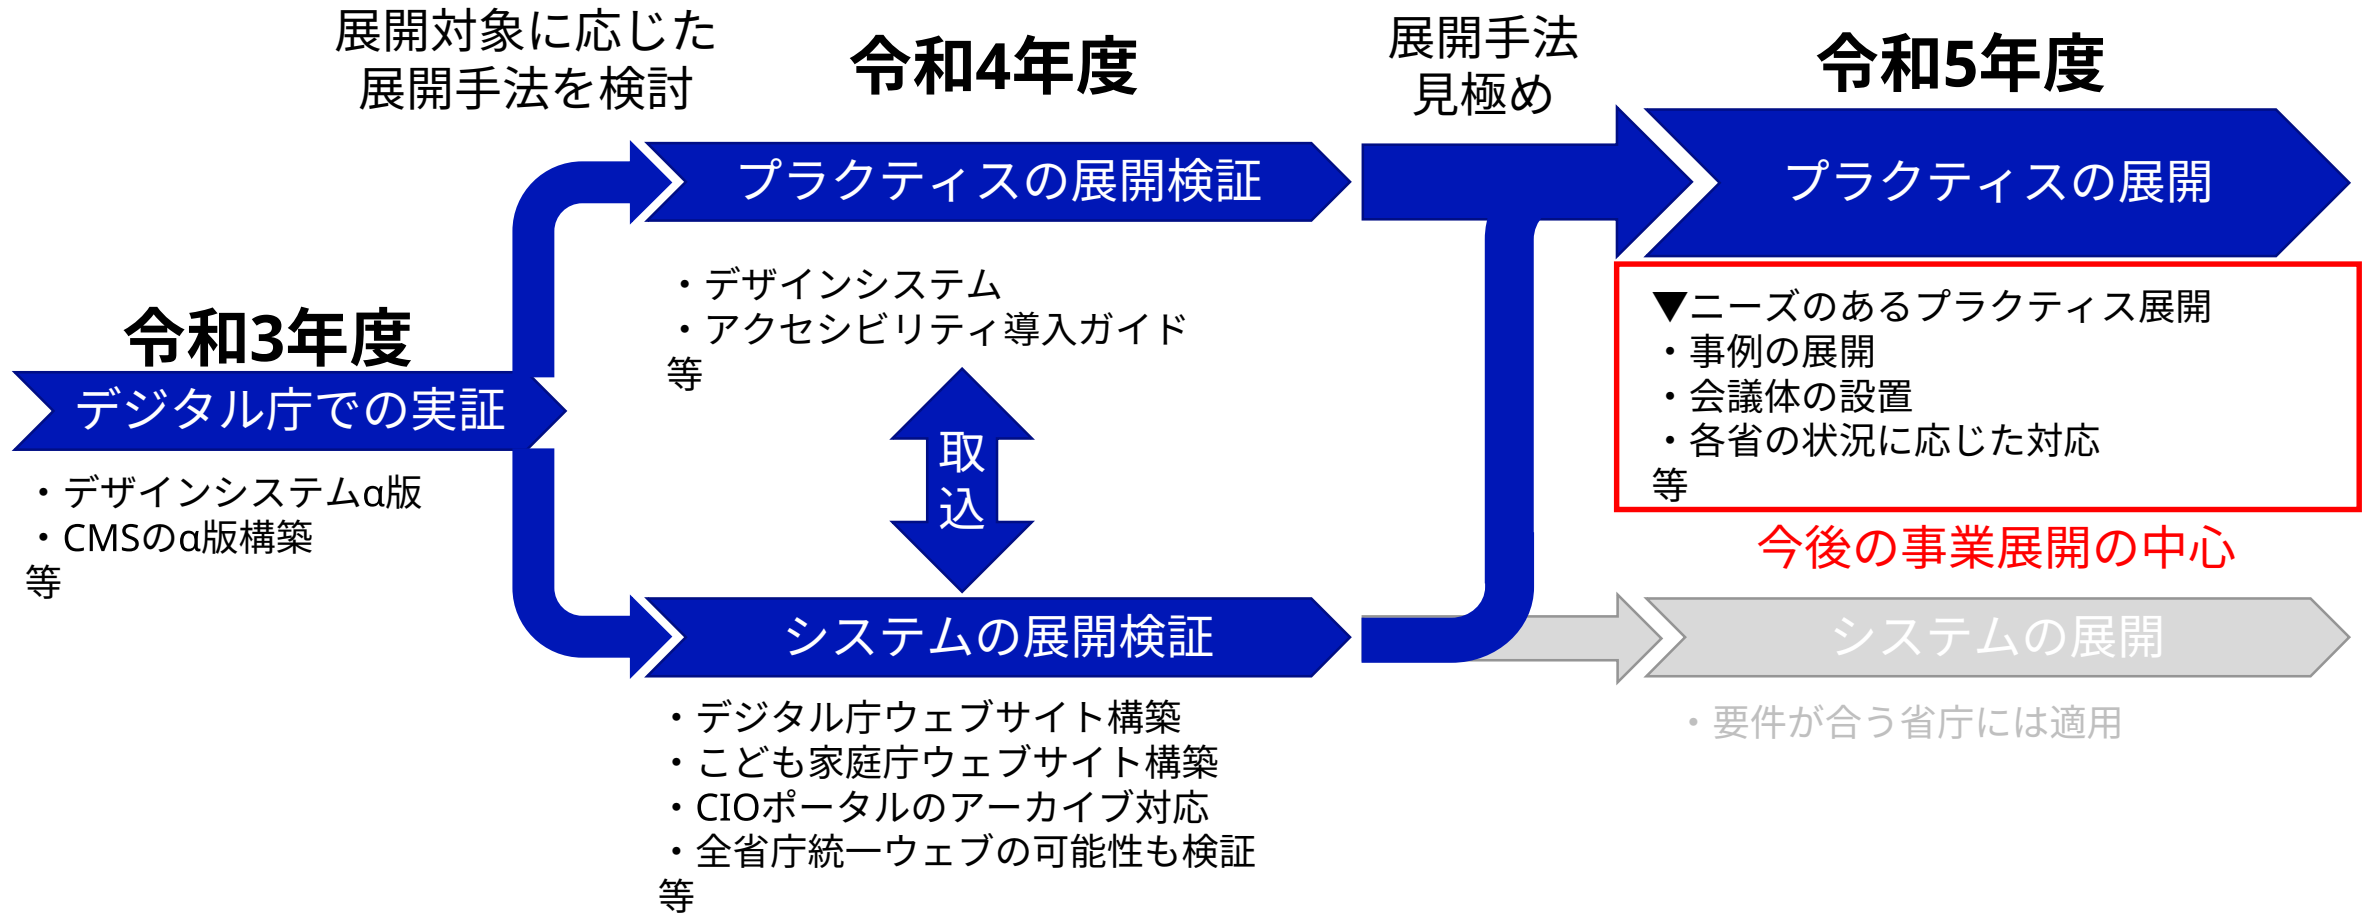 展開対象に応じた
展開手法を検討
令和4年度
展開手法
見極め
令和5年度
プラクティスの展開検証
プラクティスの展開
・デザインシステム
・アクセシビリティ導入ガイド
等
▼ニーズのあるプラクティス展開
・事例の展開
・会議体の設置
・各省の状況に応じた対応
等
令和3年度
デジタル庁での実証
・デザインシステムα版
・CMSのα版構築
等
取
込
今後の事業展開の中心
システムの展開検証
システムの展開
・デジタル庁ウェブサイト構築
・こども家庭庁ウェブサイト構築
・CIOポータルのアーカイブ対応
・全省庁統一ウェブの可能性も検証
等
・要件が合う省庁には適用